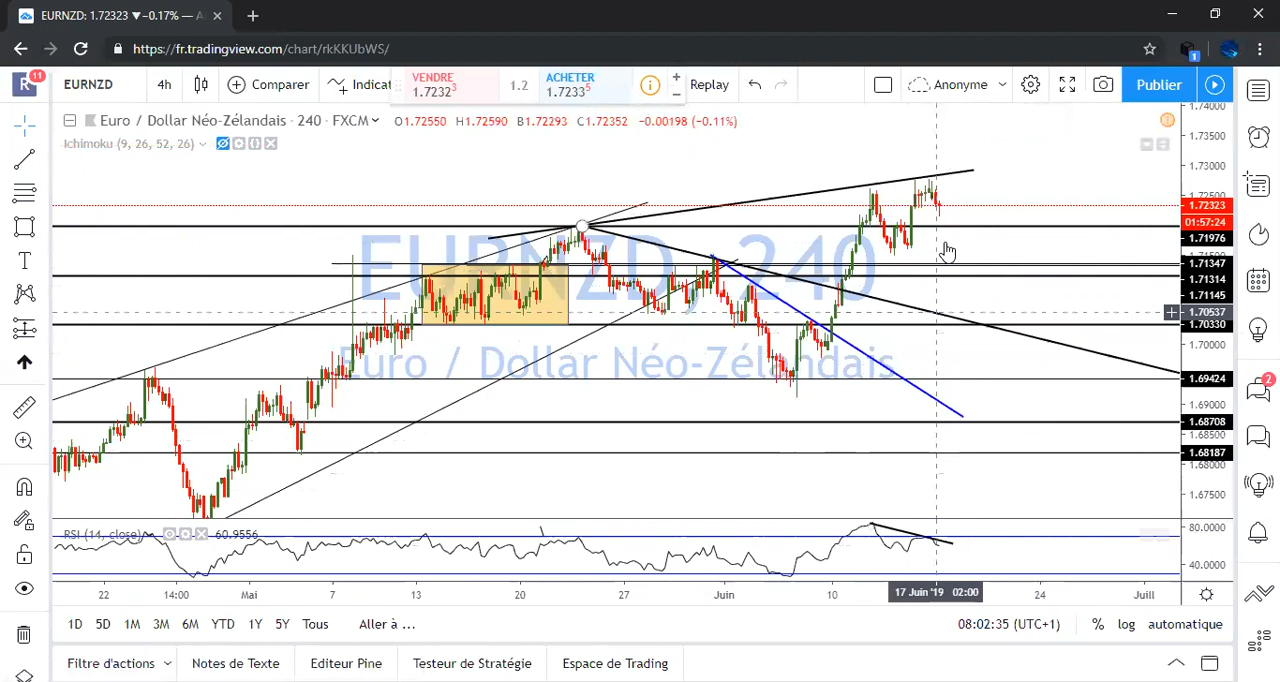 EURNZD: 1.72323 ▼−0.17% — A
https://fr.tradingview.com/chart/rkKKUbWS/
1
R 11
EURNZD 4h Comparer Indicat
VENDRE
1.7232³
1.2
ACHETER
1.7233⁵
Replay Anonyme Publier
Euro / Dollar Néo-Zélandais · 240 · FXCM
O1.72550 H1.72590 B1.72293 C1.72352 −0.00198 (−0.11%)
Ichimoku (9, 26, 52, 26)
EURNZD, 240
Euro / Dollar Néo-Zélandais
1.74000
1.73500
1.73000
1.72500
1.72323
01:57:24
1.71976
1.71347
1.71314
1.71145
1.70537
1.70330
1.70000
1.69424
1.69000
1.68708
1.68500
1.68187
1.68000
1.67500
RSI (14, close) 60.9556
80.0000
40.0000
22 14:00 Mai 7 13 20 27 Juin 10 17 Juin '19 02:00 24 Juill
1D 5D 1M 3M 6M YTD 1Y 5Y Tous Aller à ... 08:02:35 (UTC+1) % log automatique
Filtre d'actions Notes de Texte Editeur Pine Testeur de Stratégie Espace de Trading
2